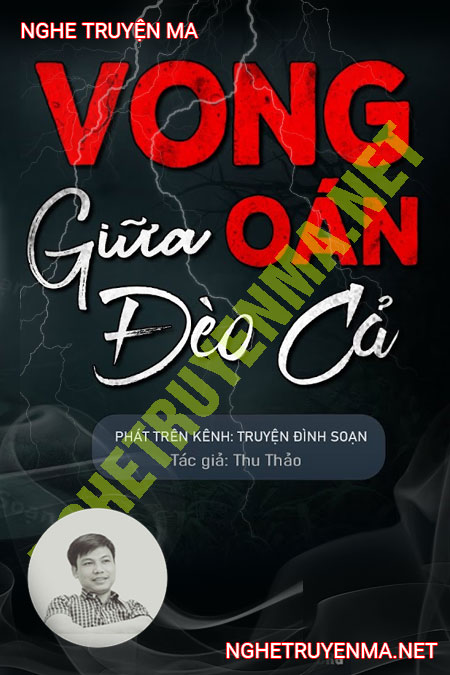 NGHE TRUYỆN MA
VONG
Giữa OÁN
Đèo Cả
NGHETRUYENMA.NET
PHÁT TRÊN KÊNH: TRUYỆN ĐÌNH SOẠN
Tác giả: Thu Thảo
NGHETRUYENMA.NET